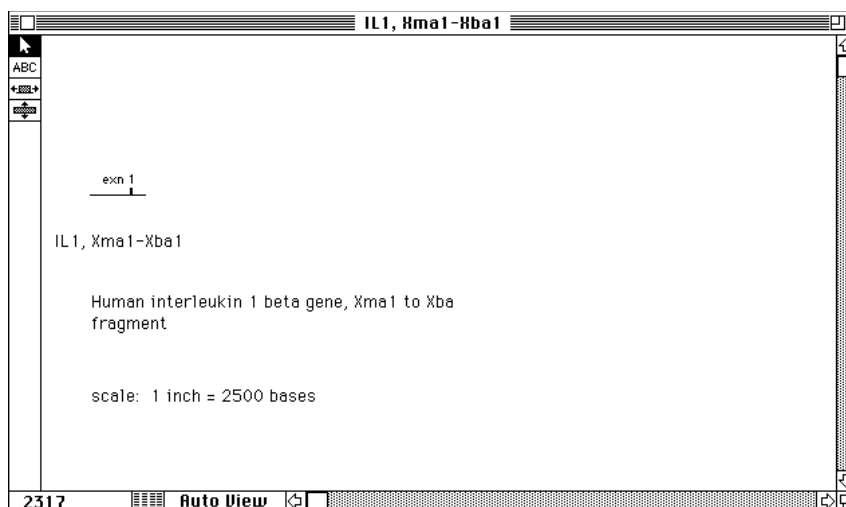 IL1, Xma1-Xba1
ABC
exn 1
IL1, Xma1-Xba1
Human interleukin 1 beta gene, Xma1 to Xba
fragment
scale: 1 inch = 2500 bases
2317
Auto View